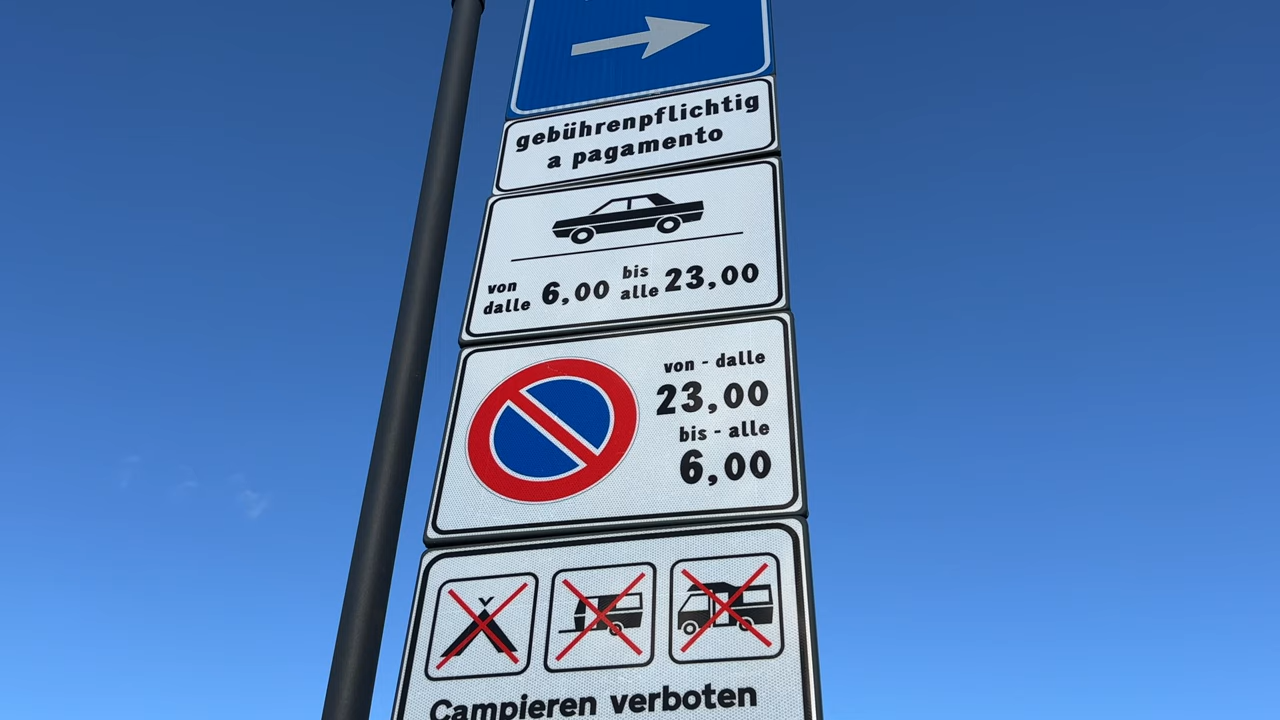 gebührenpflichtig
a pagamento
von dalle 6,00 bis alle 23,00
von - dalle
23,00
bis - alle
6,00
Campieren verboten